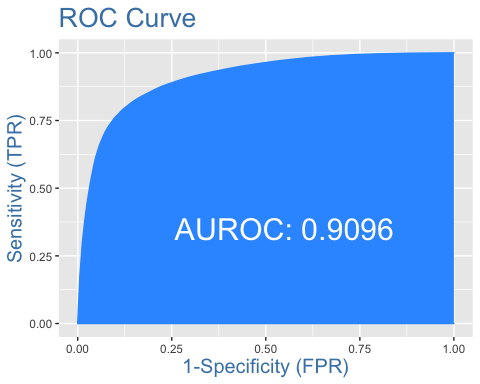 ROC Curve
1.00
0.75
0.50
0.25
0.00
Sensitivity (TPR)
AUROC: 0.9096
0.00 0.25 0.50 0.75 1.00
1-Specificity (FPR)